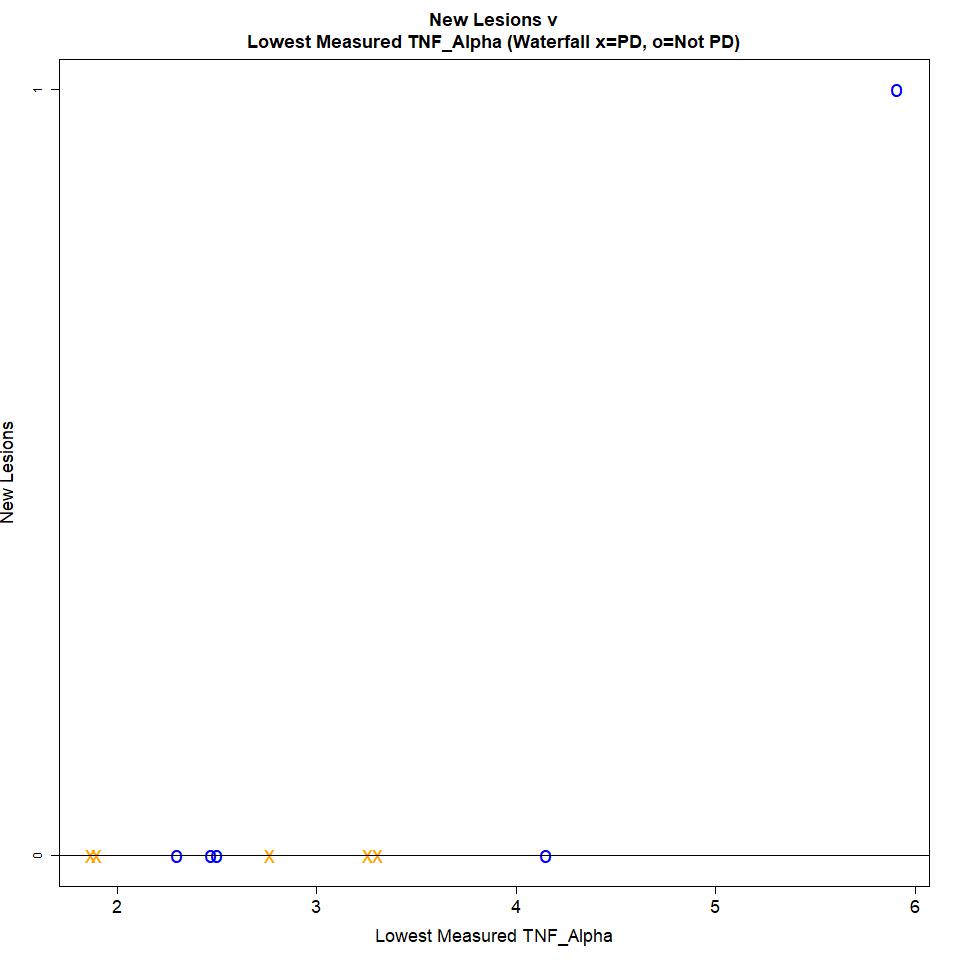 New Lesions v
Lowest Measured TNF_Alpha (Waterfall x=PD, o=Not PD)
1
New Lesions
0
2 3 4 5 6
Lowest Measured TNF_Alpha